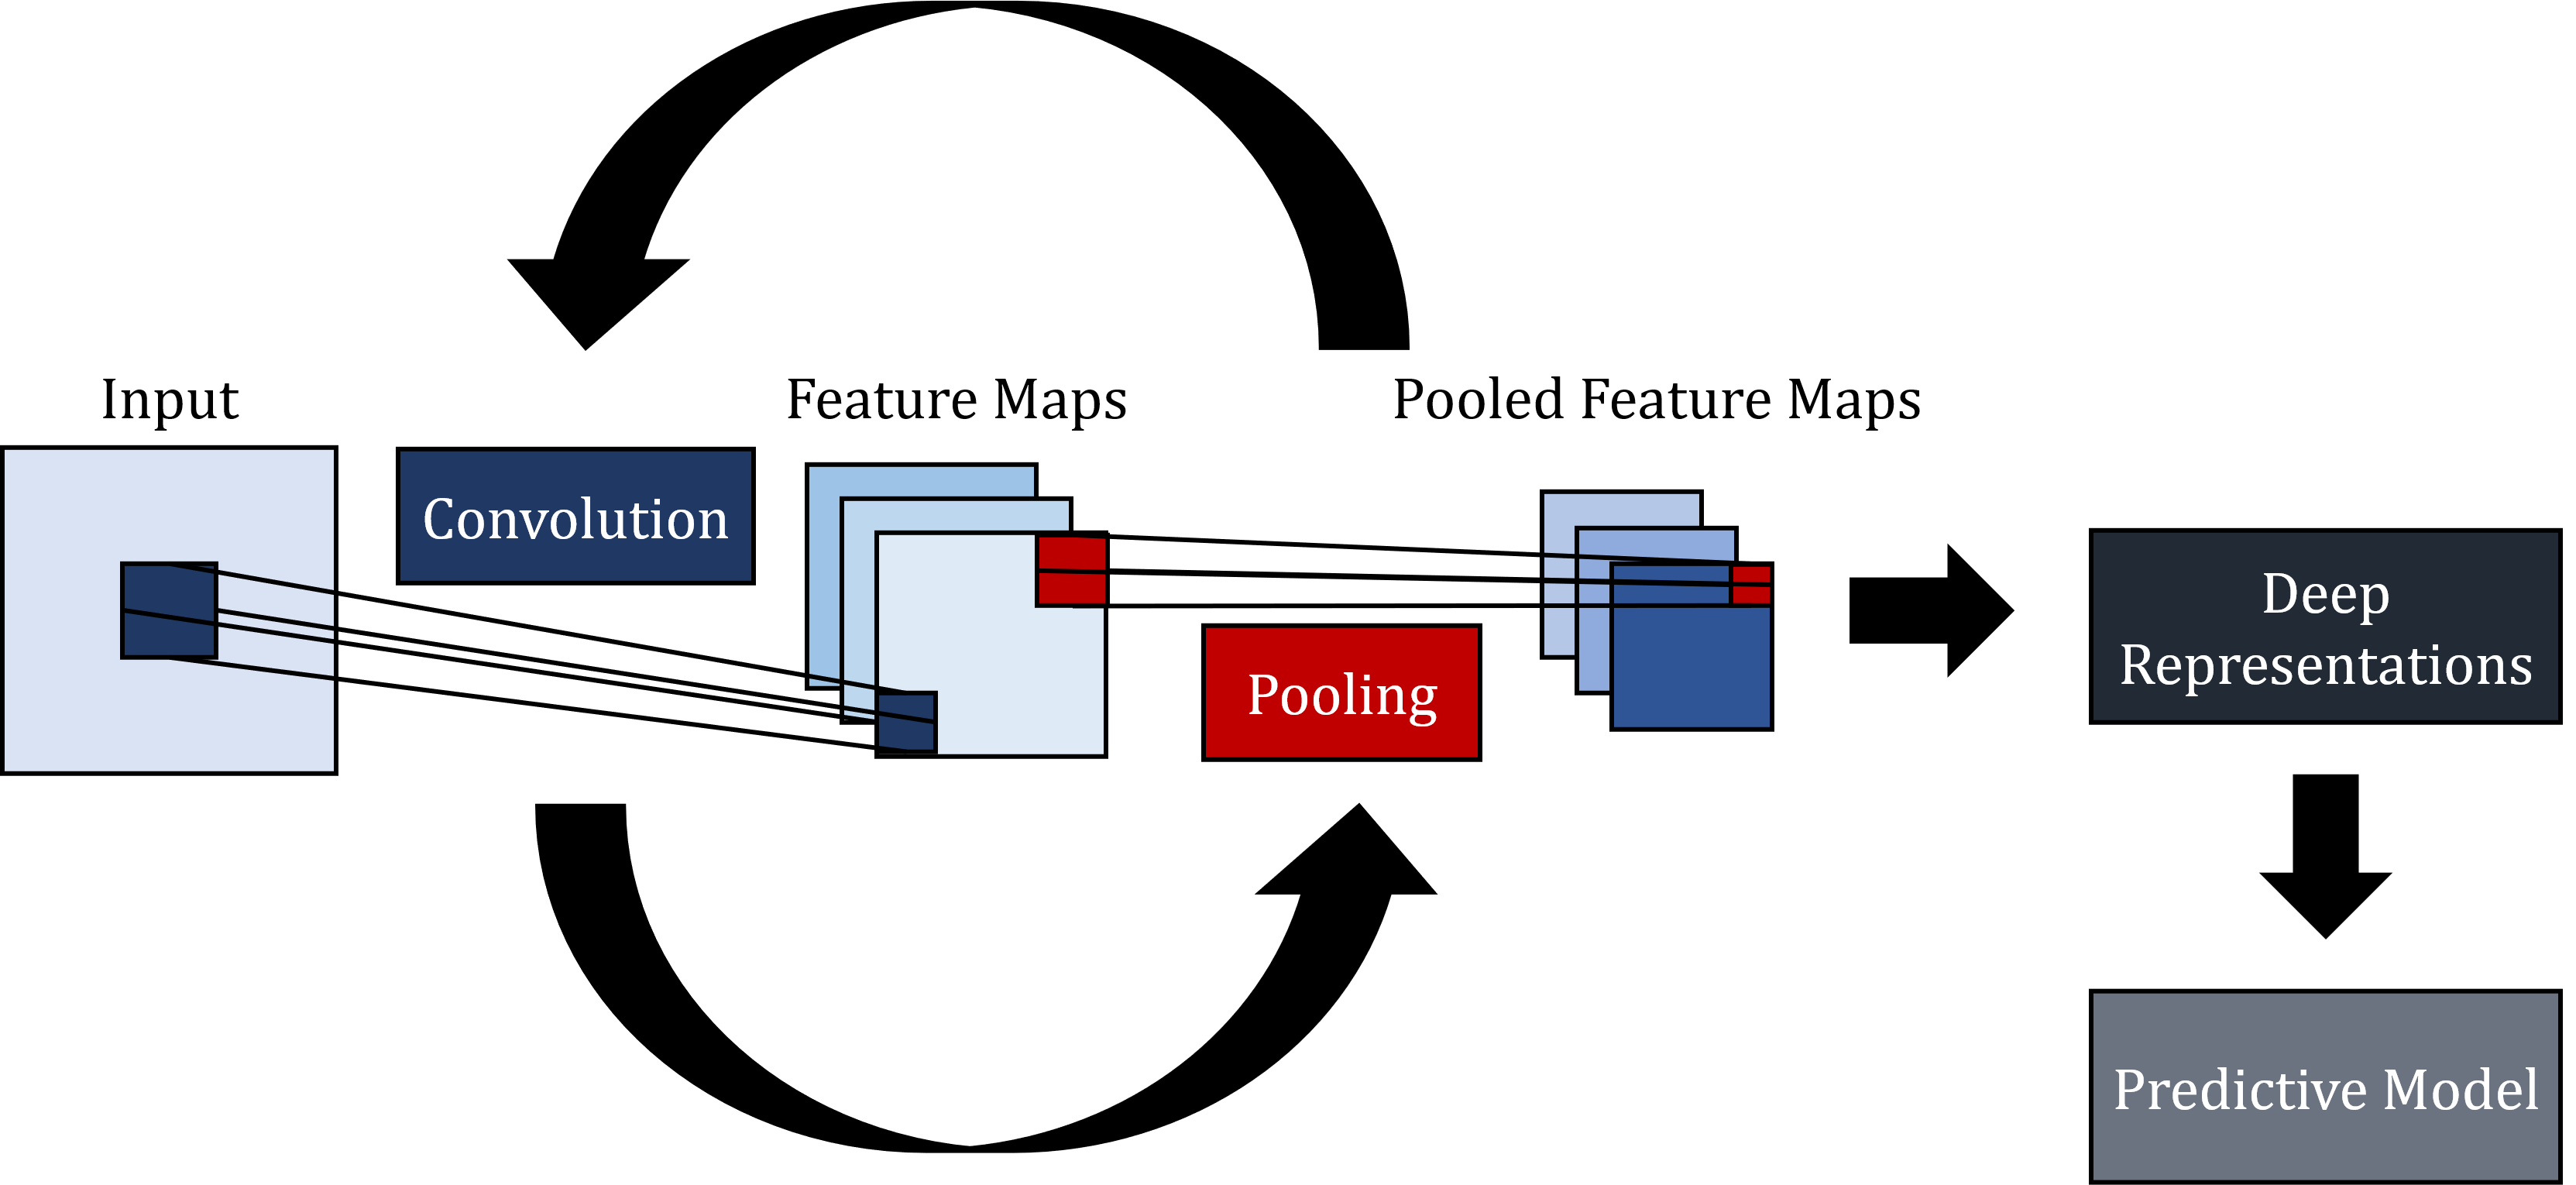 Input
Convolution
Feature Maps
Pooling
Pooled Feature Maps
Deep
Representations
Predictive Model